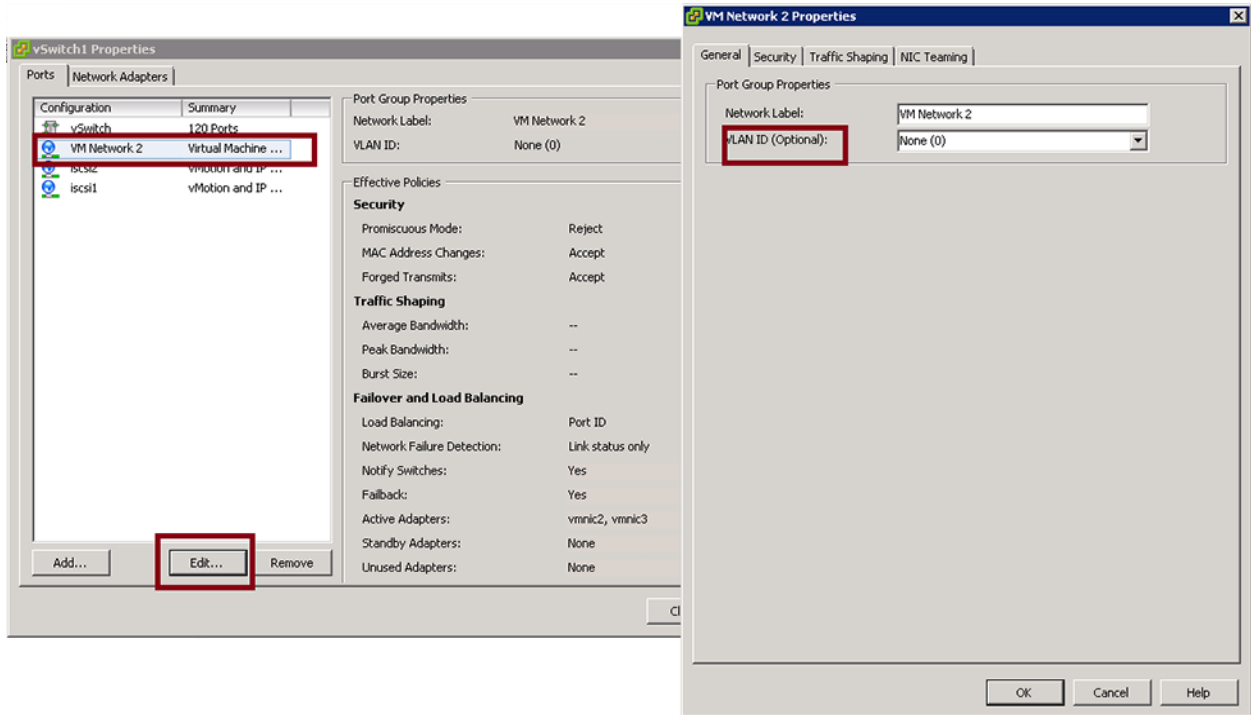 vSwitch1 Properties
Ports Network Adapters
Configuration Summary
vSwitch 120 Ports
VM Network 2 Virtual Machine ...
iscsi2 vMotion and IP ...
iscsi1 vMotion and IP ...
Add... Edit... Remove
Port Group Properties
Network Label: VM Network 2
VLAN ID: None (0)
Effective Policies
Security
Promiscuous Mode: Reject
MAC Address Changes: Accept
Forged Transmits: Accept
Traffic Shaping
Average Bandwidth: --
Peak Bandwidth: --
Burst Size: --
Failover and Load Balancing
Load Balancing: Port ID
Network Failure Detection: Link status only
Notify Switches: Yes
Failback: Yes
Active Adapters: vmnic2, vmnic3
Standby Adapters: None
Unused Adapters: None
VM Network 2 Properties
General Security Traffic Shaping NIC Teaming
Port Group Properties
Network Label: VM Network 2
VLAN ID (Optional): None (0)
OK Cancel Help